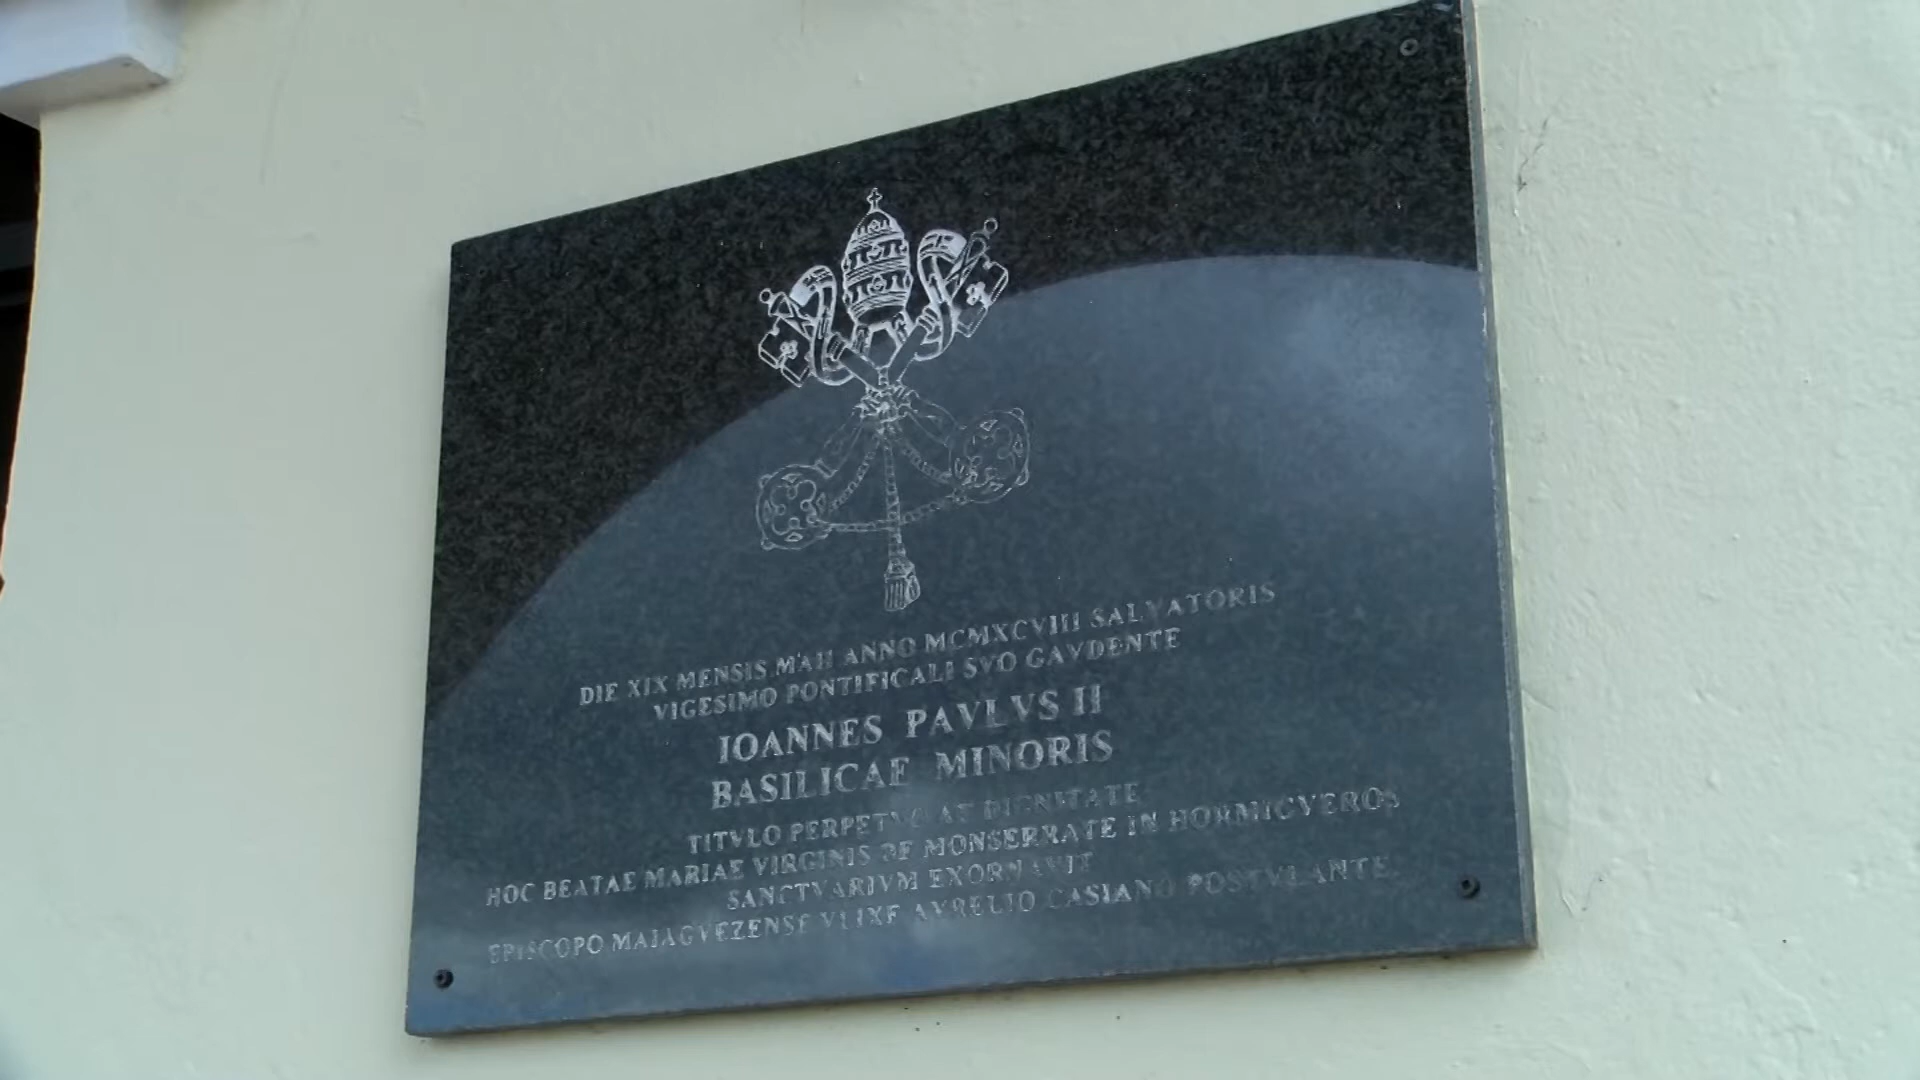 DIE XIX MENSIS MAII ANNO MCMXCVIII SALVATORIS
VIGESIMO PONTIFICALI SVO GAVDENTE
IOANNES PAVLVS II
BASILICAE MINORIS
TITVLO PERPETVO AC DIGNITATE
HOC BEATAE MARIAE VIRGINIS DE MONSERRATE IN HORMIGVEROS
SANCTVARIVM EXORNAVIT
EPISCOPO MAIAGVEZENSE VLIXE AVRELIO CASIANO POSTVLANTE